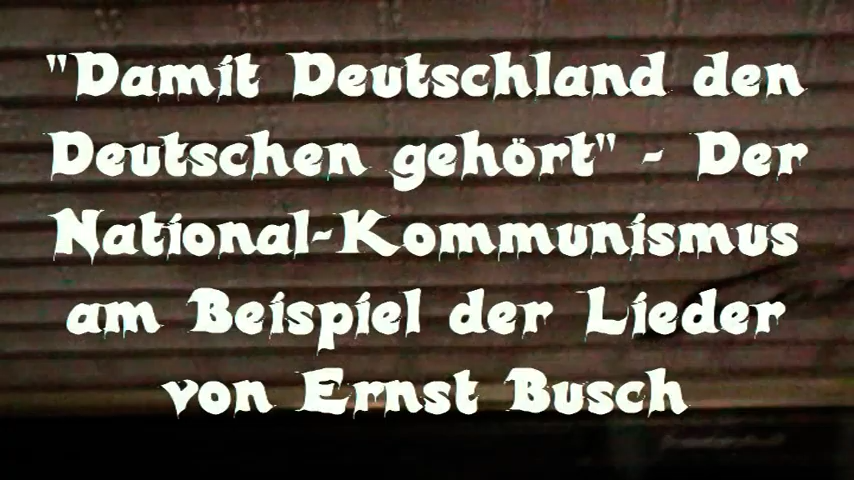 "Damit Deutschland den
Deutschen gehört" - Der
National-Kommunismus
am Beispiel der Lieder
von Ernst Busch